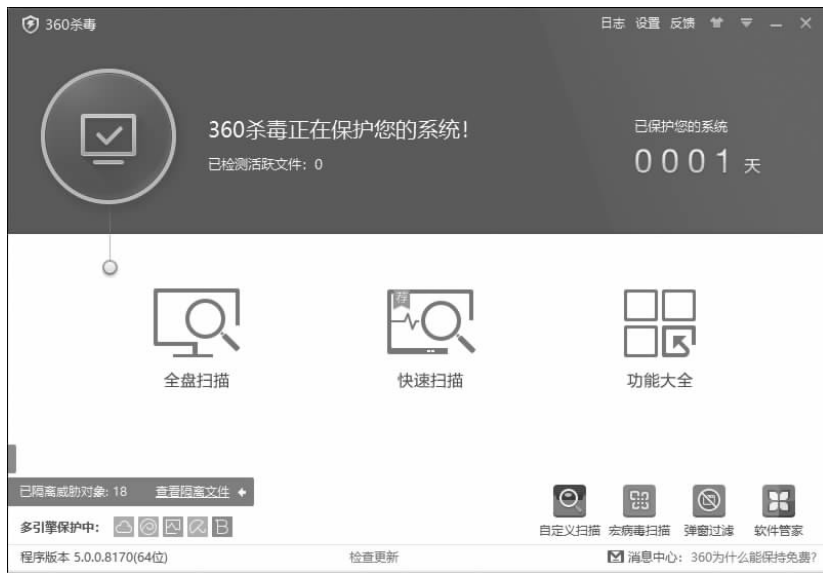 360杀毒
日志 设置 反馈
360杀毒正在保护您的系统!
已检测活跃文件: 0
已保护您的系统
0001 天
荐
全盘扫描
快速扫描
功能大全
已隔离威胁对象: 18 查看隔离文件
多引擎保护中:
自定义扫描 宏病毒扫描 弹窗过滤 软件管家
程序版本 5.0.0.8170(64位) 检查更新 消息中心: 360为什么能保持免费?